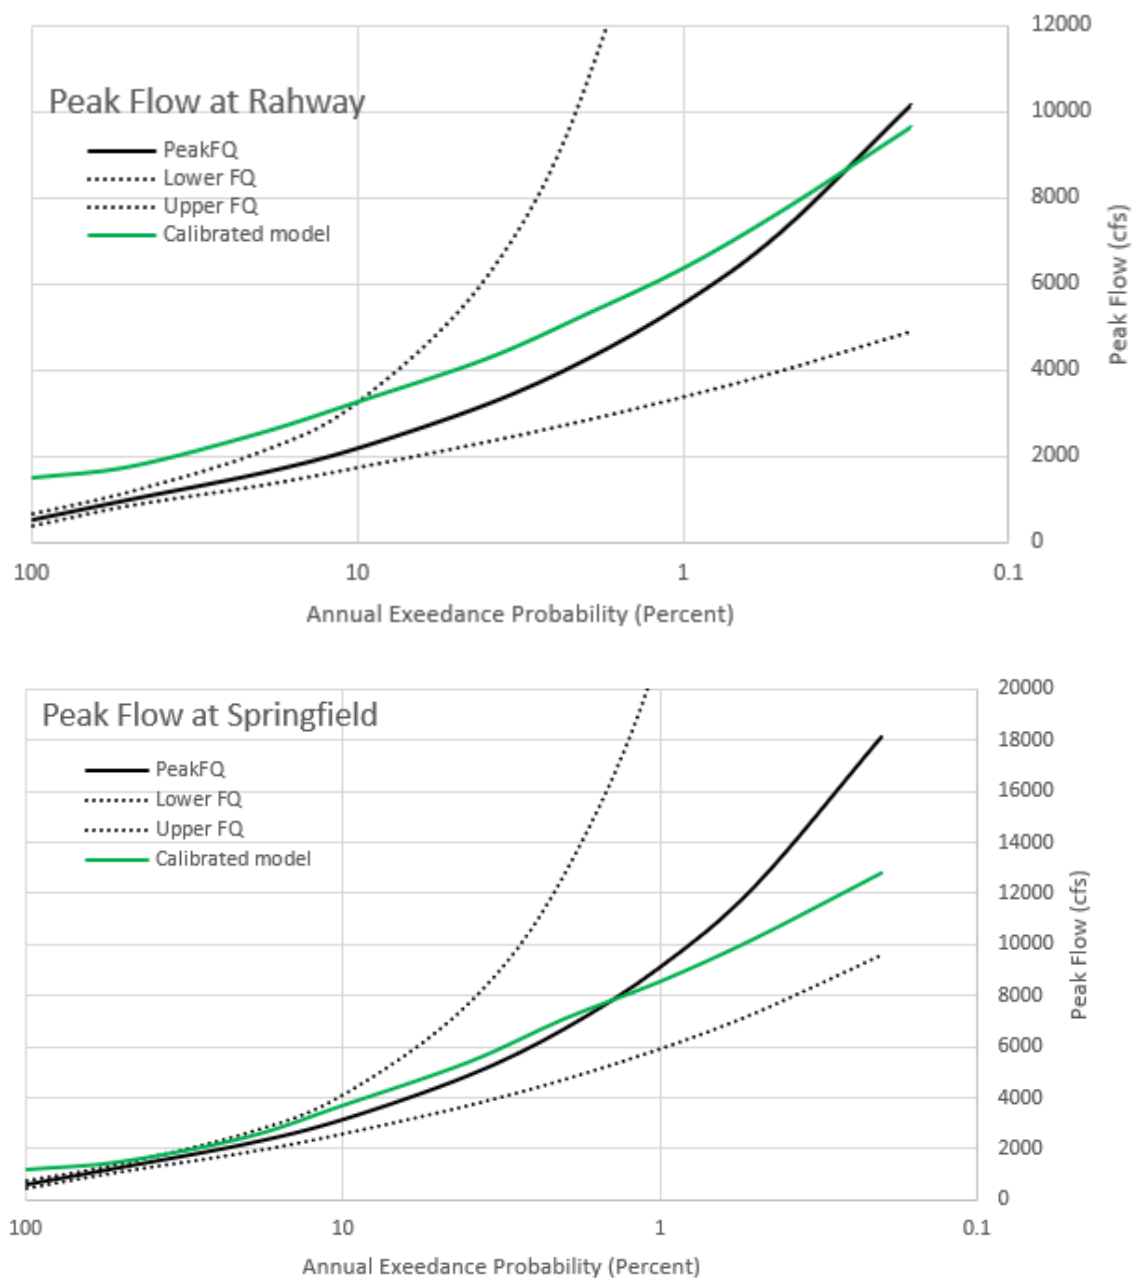 Peak Flow at Rahway
PeakFQ
Lower FQ
Upper FQ
Calibrated model
12000
10000
8000
6000
4000
2000
0
Peak Flow (cfs)
100 10 1 0.1
Annual Exeedance Probability (Percent)
Peak Flow at Springfield
PeakFQ
Lower FQ
Upper FQ
Calibrated model
20000
18000
16000
14000
12000
10000
8000
6000
4000
2000
0
Peak Flow (cfs)
100 10 1 0.1
Annual Exeedance Probability (Percent)